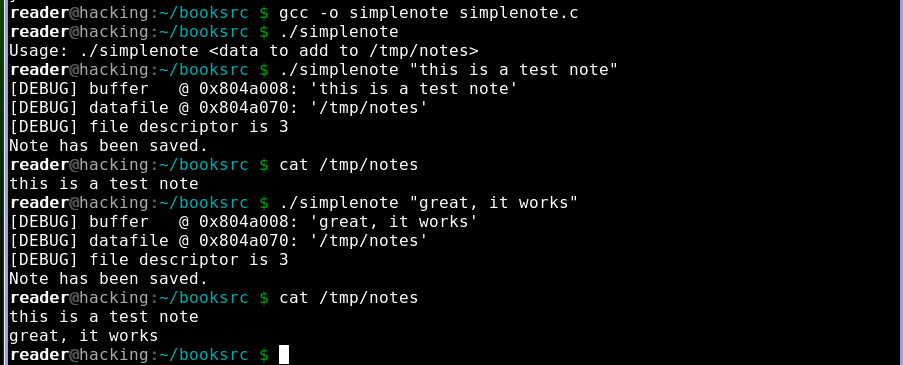 reader@hacking:~/booksrc $ gcc -o simplenote simplenote.c
reader@hacking:~/booksrc $ ./simplenote
Usage: ./simplenote <data to add to /tmp/notes>
reader@hacking:~/booksrc $ ./simplenote "this is a test note"
[DEBUG] buffer   @ 0x804a008: 'this is a test note'
[DEBUG] datafile @ 0x804a070: '/tmp/notes'
[DEBUG] file descriptor is 3
Note has been saved.
reader@hacking:~/booksrc $ cat /tmp/notes
this is a test note
reader@hacking:~/booksrc $ ./simplenote "great, it works"
[DEBUG] buffer   @ 0x804a008: 'great, it works'
[DEBUG] datafile @ 0x804a070: '/tmp/notes'
[DEBUG] file descriptor is 3
Note has been saved.
reader@hacking:~/booksrc $ cat /tmp/notes
this is a test note
great, it works
reader@hacking:~/booksrc $